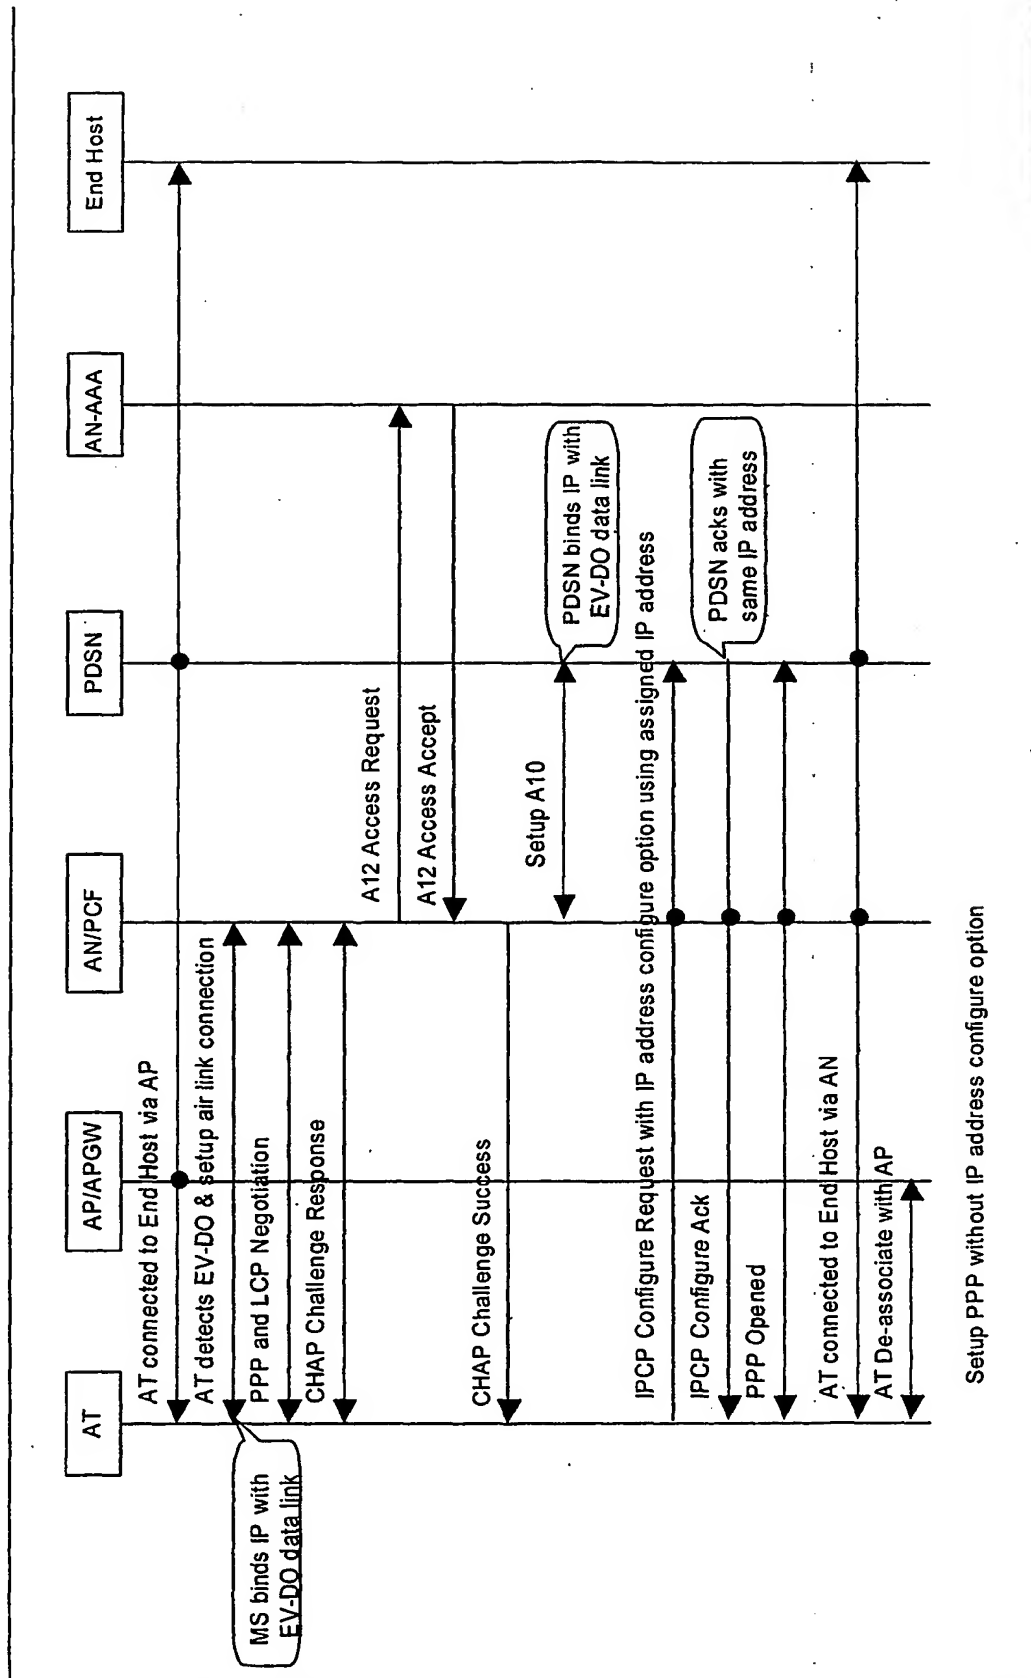 AT
AP/APGW
AN/PCF
PDSN
AN-AAA
End Host
AT connected to End Host via AP
AT detects EV-DO & setup air link connection
MS binds IP with
EV-DO data link
PPP and LCP Negotiation
CHAP Challenge Response
A12 Access Request
A12 Access Accept
CHAP Challenge Success
Setup A10
PDSN binds IP with
EV-DO data link
IPCP Configure Request with IP address configure option using assigned IP address
IPCP Configure Ack
PDSN acks with
same IP address
PPP Opened
AT connected to End Host via AN
AT De-associate with AP
Setup PPP without IP address configure option